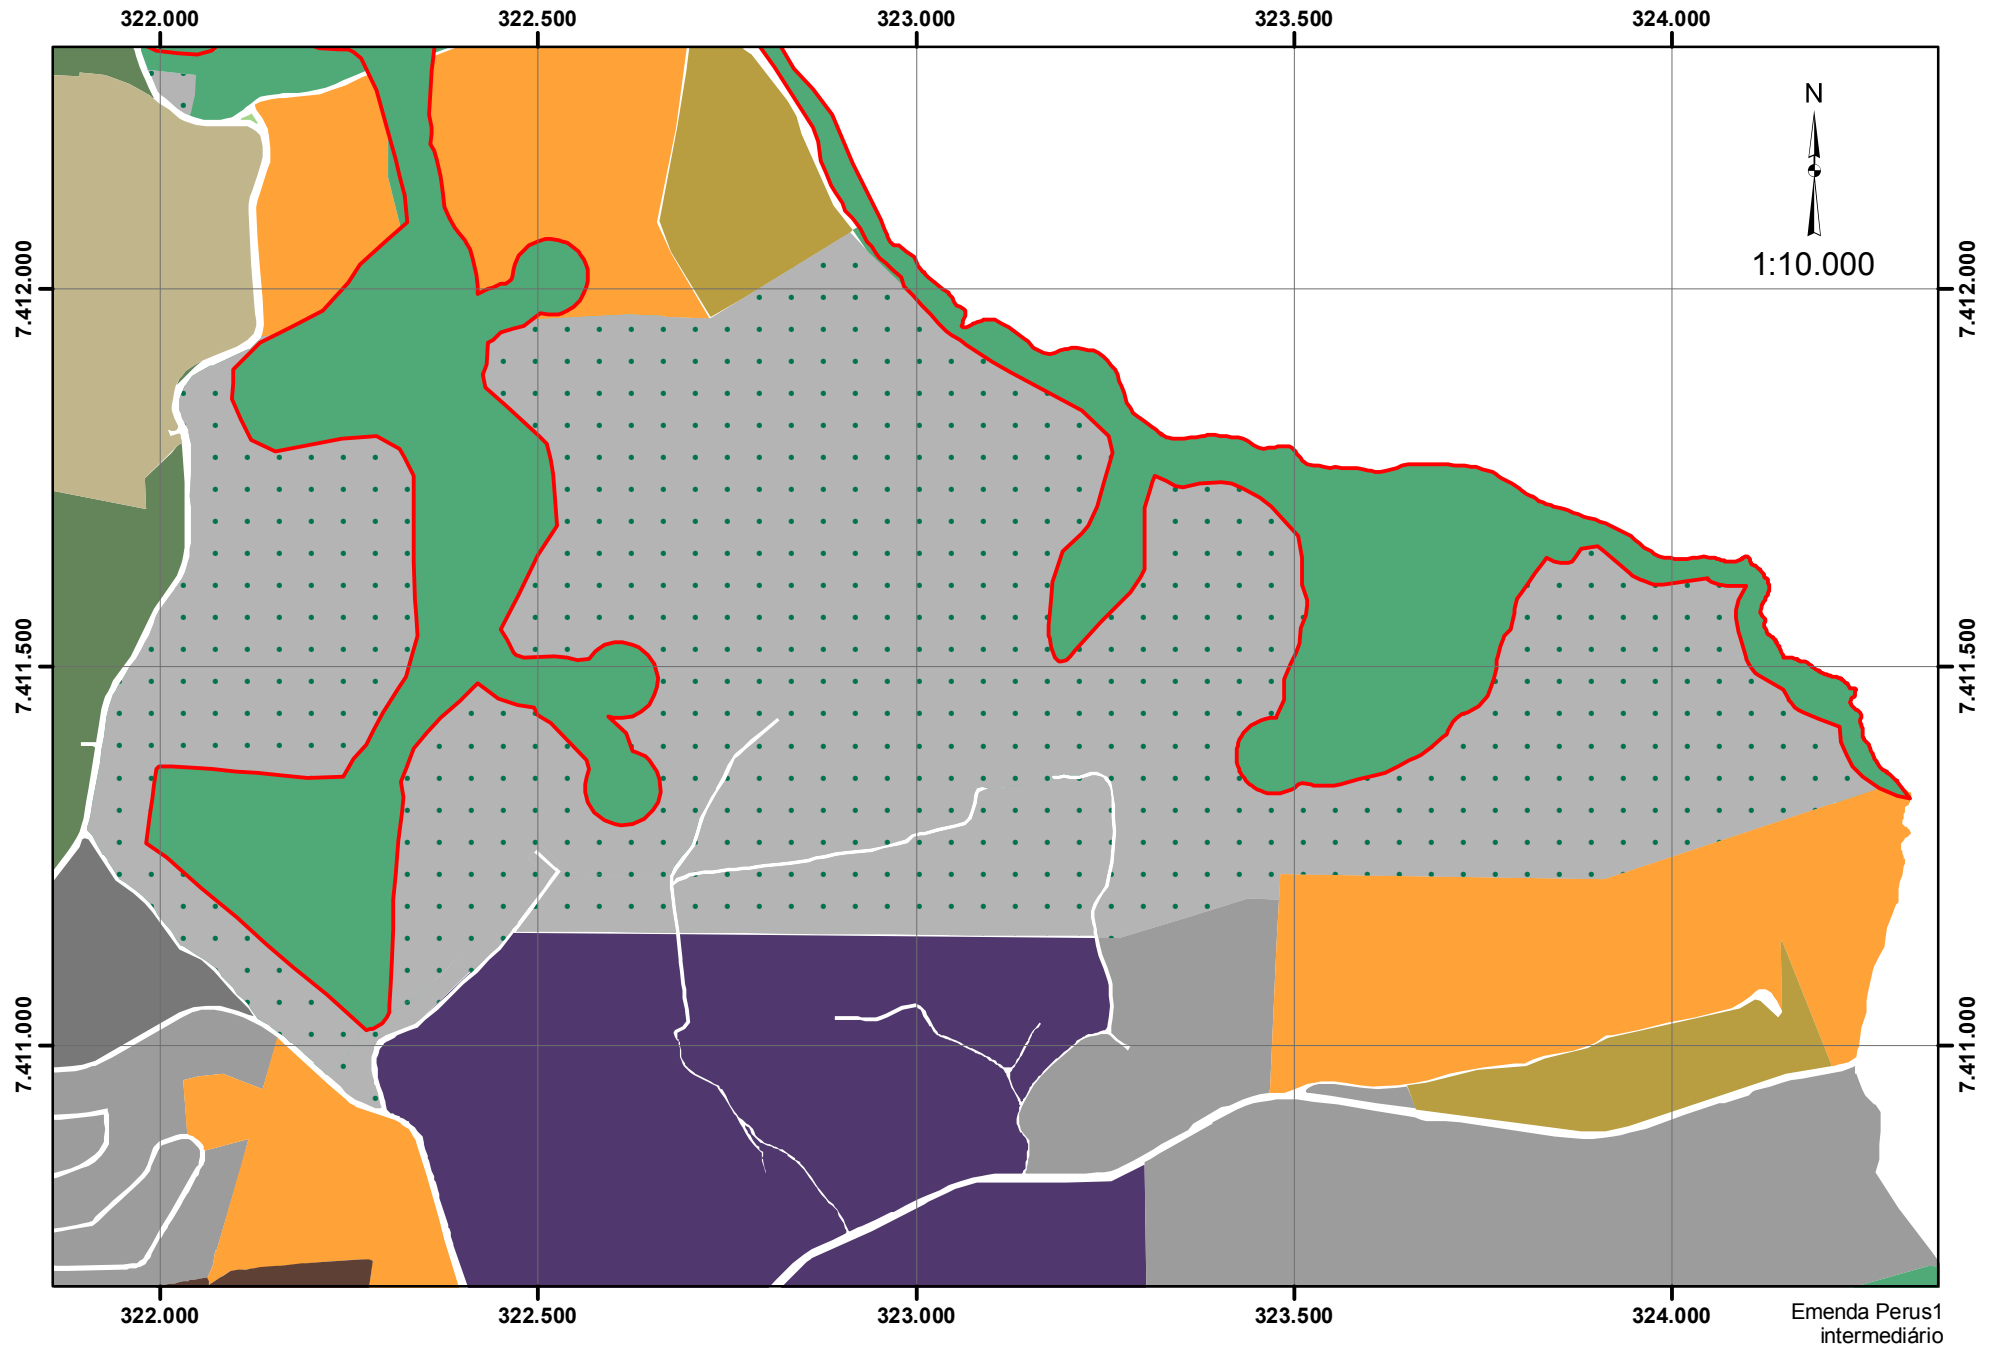 322.000 322.500 323.000 323.500 324.000
N
1:10.000
7.412.000 7.412.000
7.411.500 7.411.500
7.411.000 7.411.000
322.000 322.500 323.000 323.500 324.000
Emenda Perus1
intermediário